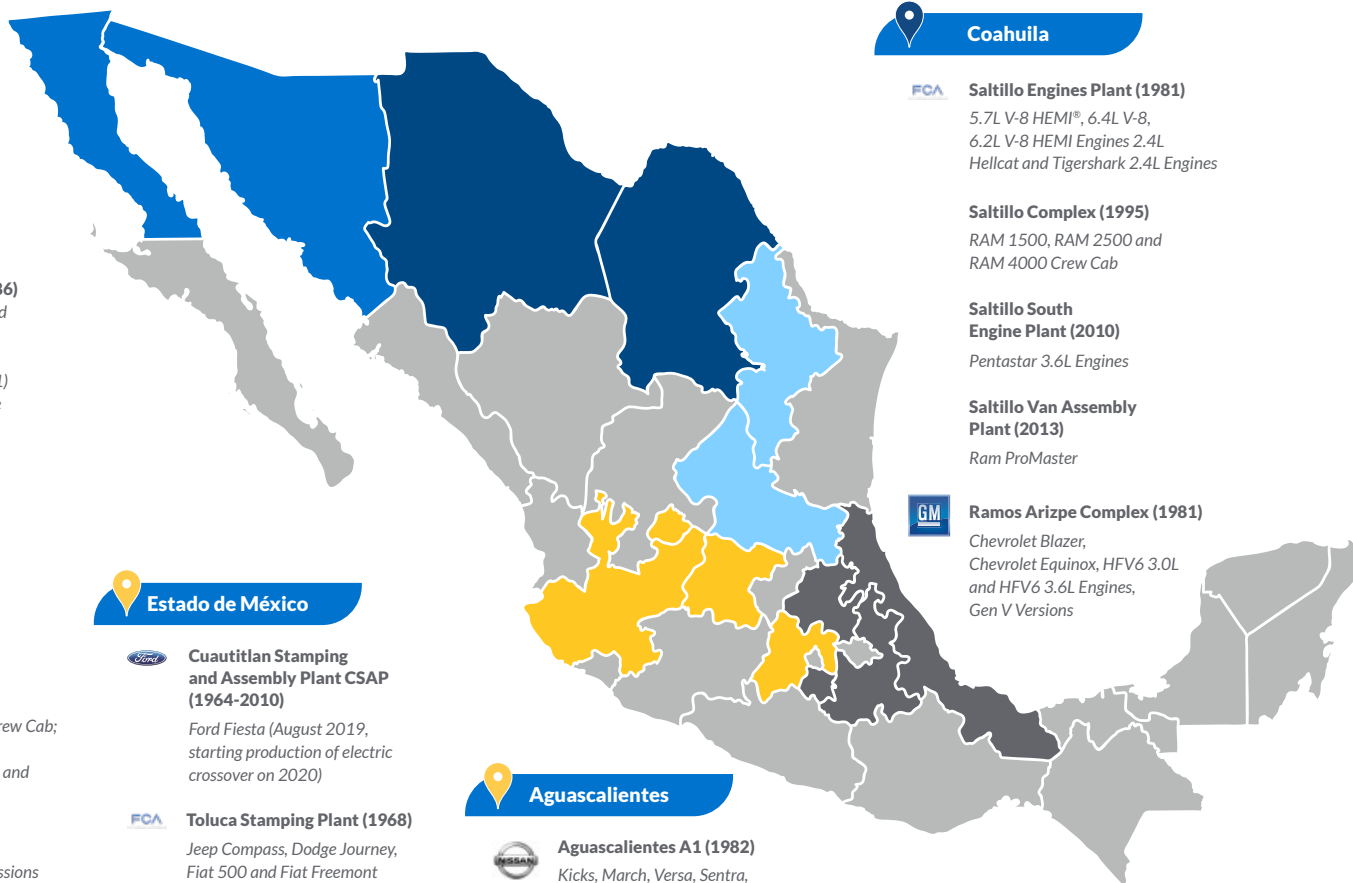 Coahuila
FCA
Saltillo Engines Plant (1981)
5.7L V-8 HEMI®, 6.4L V-8,
6.2L V-8 HEMI Engines 2.4L
Hellcat and Tigershark 2.4L Engines
Saltillo Complex (1995)
RAM 1500, RAM 2500 and
RAM 4000 Crew Cab
Saltillo South
Engine Plant (2010)
Pentastar 3.6L Engines
Saltillo Van Assembly
Plant (2013)
Ram ProMaster
GM
Ramos Arizpe Complex (1981)
Chevrolet Blazer,
Chevrolet Equinox, HFV6 3.0L
and HFV6 3.6L Engines,
Gen V Versions
36)
d
1)
rew Cab;
and
ssions
Estado de México
Ford
Cuautitlan Stamping
and Assembly Plant CSAP
(1964-2010)
Ford Fiesta (August 2019,
starting production of electric
crossover on 2020)
FCA
Toluca Stamping Plant (1968)
Jeep Compass, Dodge Journey,
Fiat 500 and Fiat Freemont
Aguascalientes
NISSAN
Aguascalientes A1 (1982)
Kicks, March, Versa, Sentra,